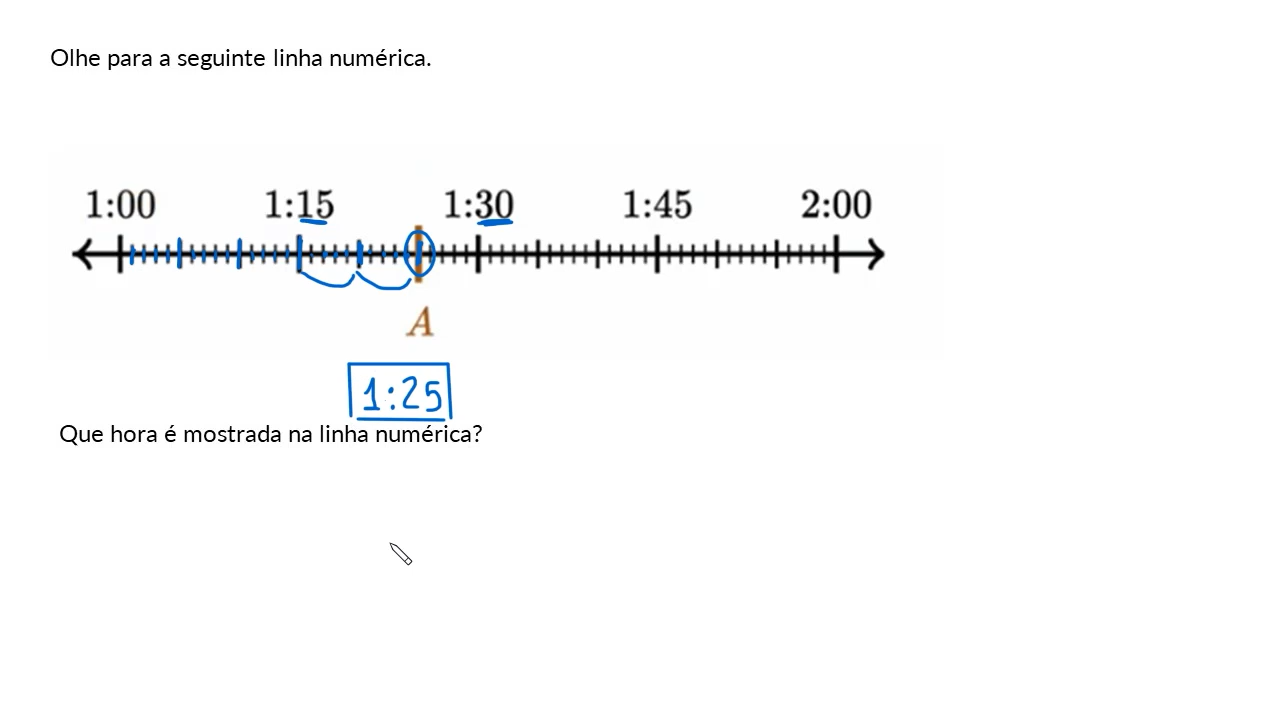 Olhe para a seguinte linha numérica.
1:00 1:15 1:30 1:45 2:00
A
1:25
Que hora é mostrada na linha numérica?